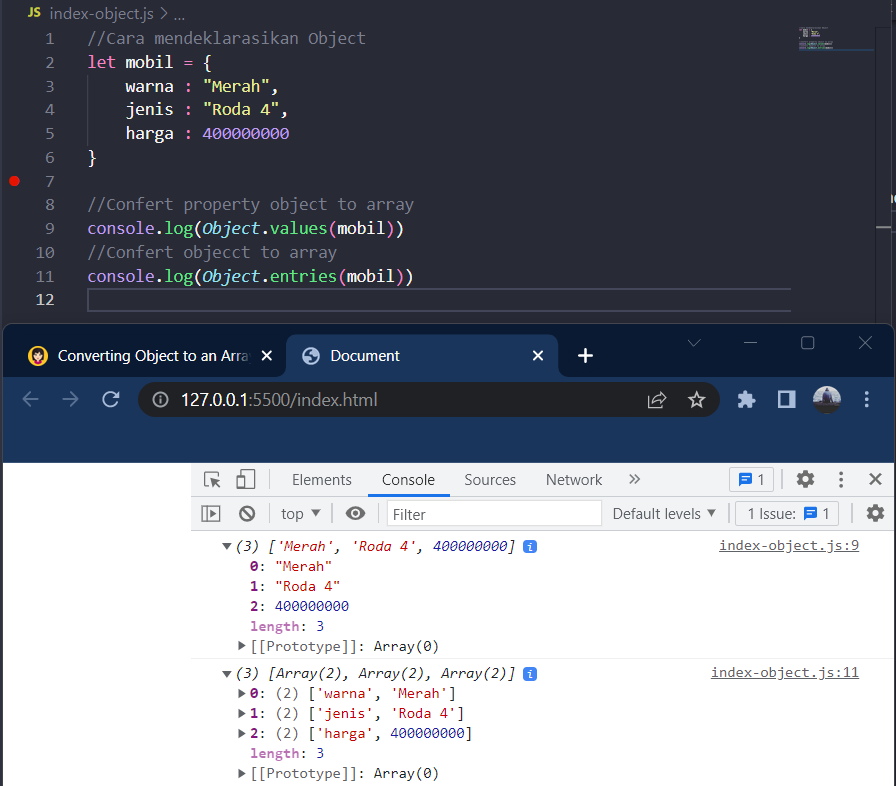 JS index-object.js > ...
1 //Cara mendeklarasikan Object
2 let mobil = {
3 warna : "Merah",
4 jenis : "Roda 4",
5 harga : 400000000
6 }
7
8 //Confert property object to array
9 console.log(Object.values(mobil))
10 //Confert objecct to array
11 console.log(Object.entries(mobil))
12
Converting Object to an Arra
Document
127.0.0.1:5500/index.html
Elements Console Sources Network 1
top Filter Default levels 1 Issue: 1
(3) ['Merah', 'Roda 4', 400000000] index-object.js:9
0: "Merah"
1: "Roda 4"
2: 400000000
length: 3
[[Prototype]]: Array(0)
(3) [Array(2), Array(2), Array(2)] index-object.js:11
0: (2) ['warna', 'Merah']
1: (2) ['jenis', 'Roda 4']
2: (2) ['harga', 400000000]
length: 3
[[Prototype]]: Array(0)